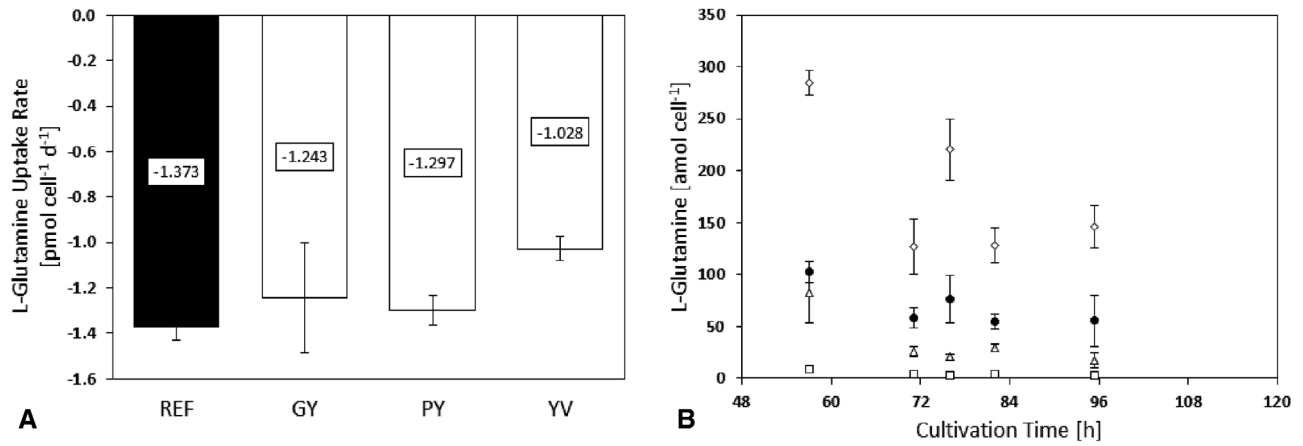 L-Glutamine Uptake Rate
[pmol cell-1 d-1]
0.0
-0.2
-0.4
-0.6
-0.8
-1.0
-1.2
-1.4
-1.6
-1.373
-1.243
-1.297
-1.028
REF GY PY YV
A
L-Glutamine [amol cell-1]
350
300
250
200
150
100
50
0
48 60 72 84 96 108 120
Cultivation Time [h]
B